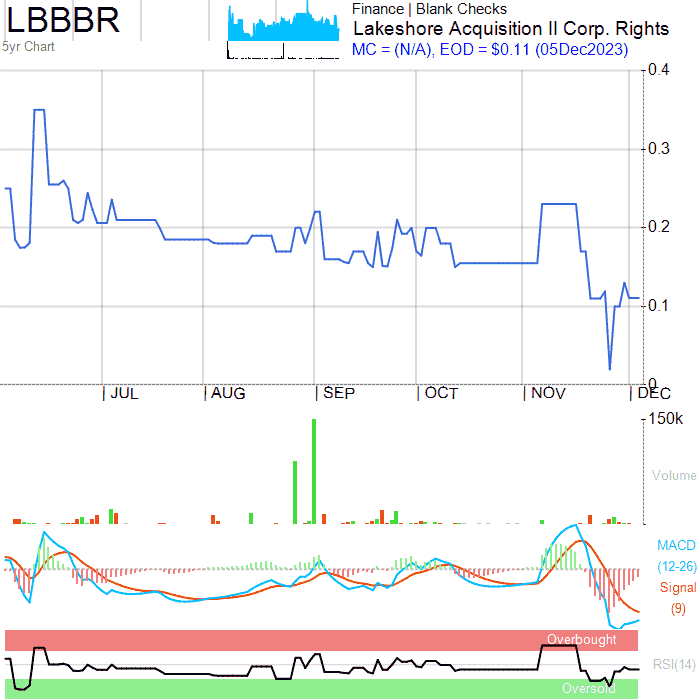 LBBBR
5yr Chart
Finance | Blank Checks
Lakeshore Acquisition II Corp. Rights
MC = (N/A), EOD = $0.11 (05Dec2023)
0.4
0.3
0.2
0.1
0
| JUL | AUG | SEP | OCT | NOV | DEC
150k
Volume
MACD
(12-26)
Signal
(9)
Overbought
RSI(14)
Oversold